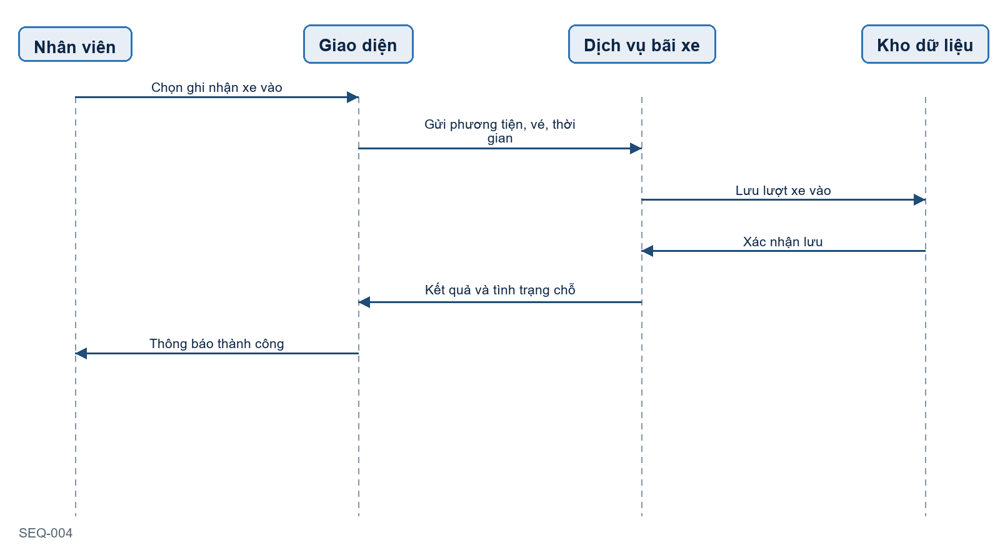 Nhân viên
Giao diện
Dịch vụ bãi xe
Kho dữ liệu
Chọn ghi nhận xe vào
Gửi phương tiện, vé, thời
gian
Lưu lượt xe vào
Xác nhận lưu
Kết quả và tình trạng chỗ
Thông báo thành công
SEQ-004